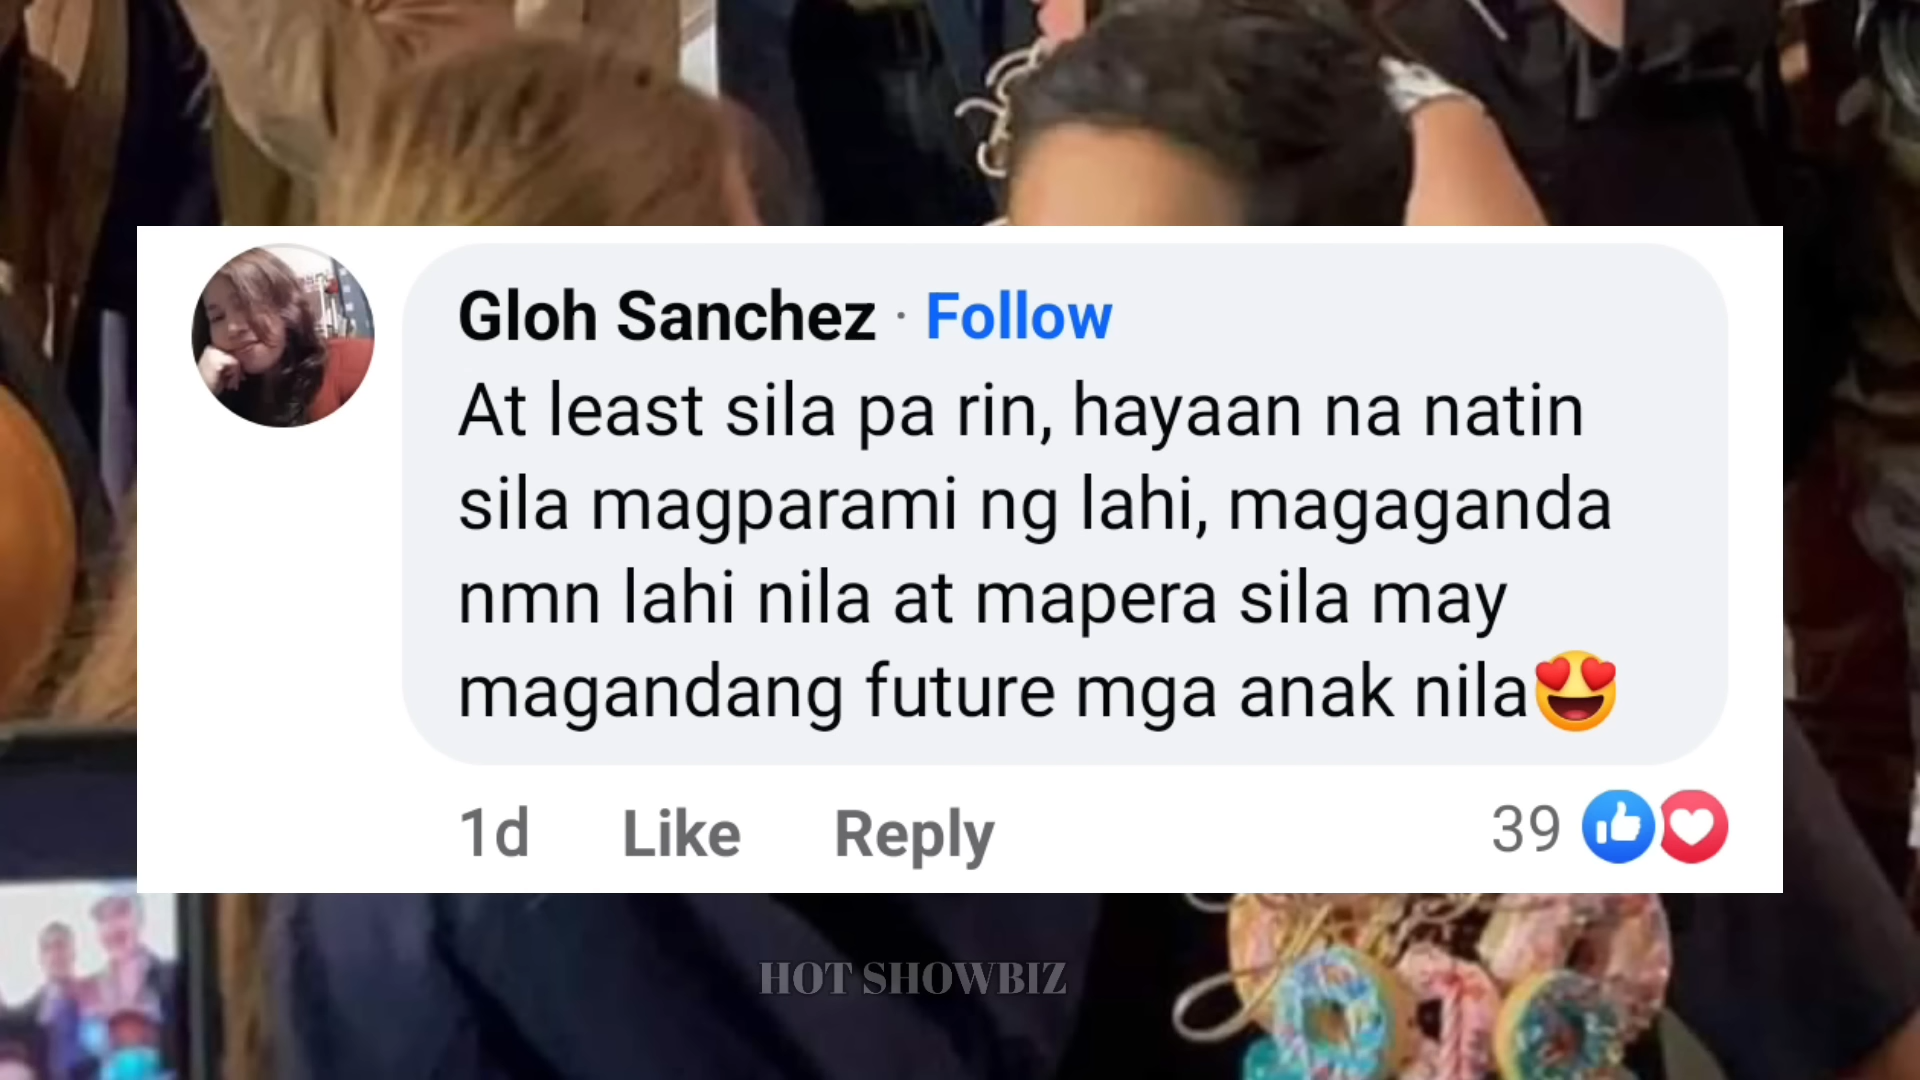 Gloh Sanchez · Follow
At least sila pa rin, hayaan na natin
sila magparami ng lahi, magaganda
nmn lahi nila at mapera sila may
magandang future mga anak nila😍
1d Like Reply 39
HOT SHOWBIZ